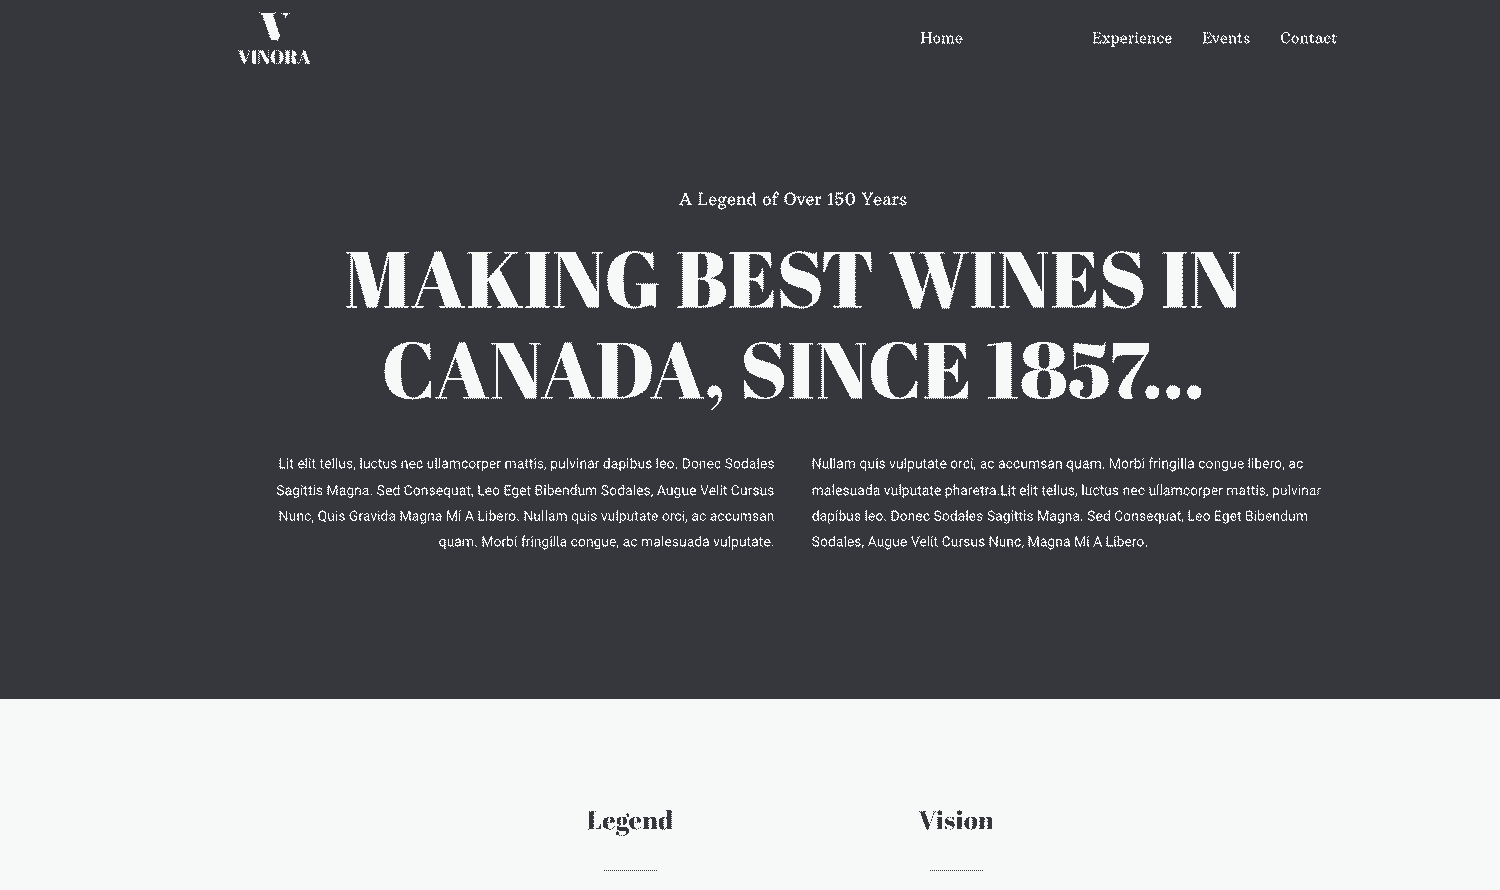 V
VINORA
Home Experience Events Contact
A Legend of Over 150 Years
MAKING BEST WINES IN
CANADA, SINCE 1857...
Lit elit tellus, luctus nec ullamcorper mattis, pulvinar dapibus leo. Donec Sodales
Sagittis Magna. Sed Consequat, Leo Eget Bibendum Sodales, Augue Velit Cursus
Nunc, Quis Gravida Magna Mi A Libero. Nullam quis vulputate orci, ac accumsan
quam. Morbi fringilla congue, ac malesuada vulputate.
Nullam quis vulputate orci, ac accumsan quam. Morbi fringilla congue libero, ac
malesuada vulputate pharetra.Lit elit tellus, luctus nec ullamcorper mattis, pulvinar
dapibus leo. Donec Sodales Sagittis Magna. Sed Consequat, Leo Eget Bibendum
Sodales, Augue Velit Cursus Nunc, Magna Mi A Libero.
Legend
Vision